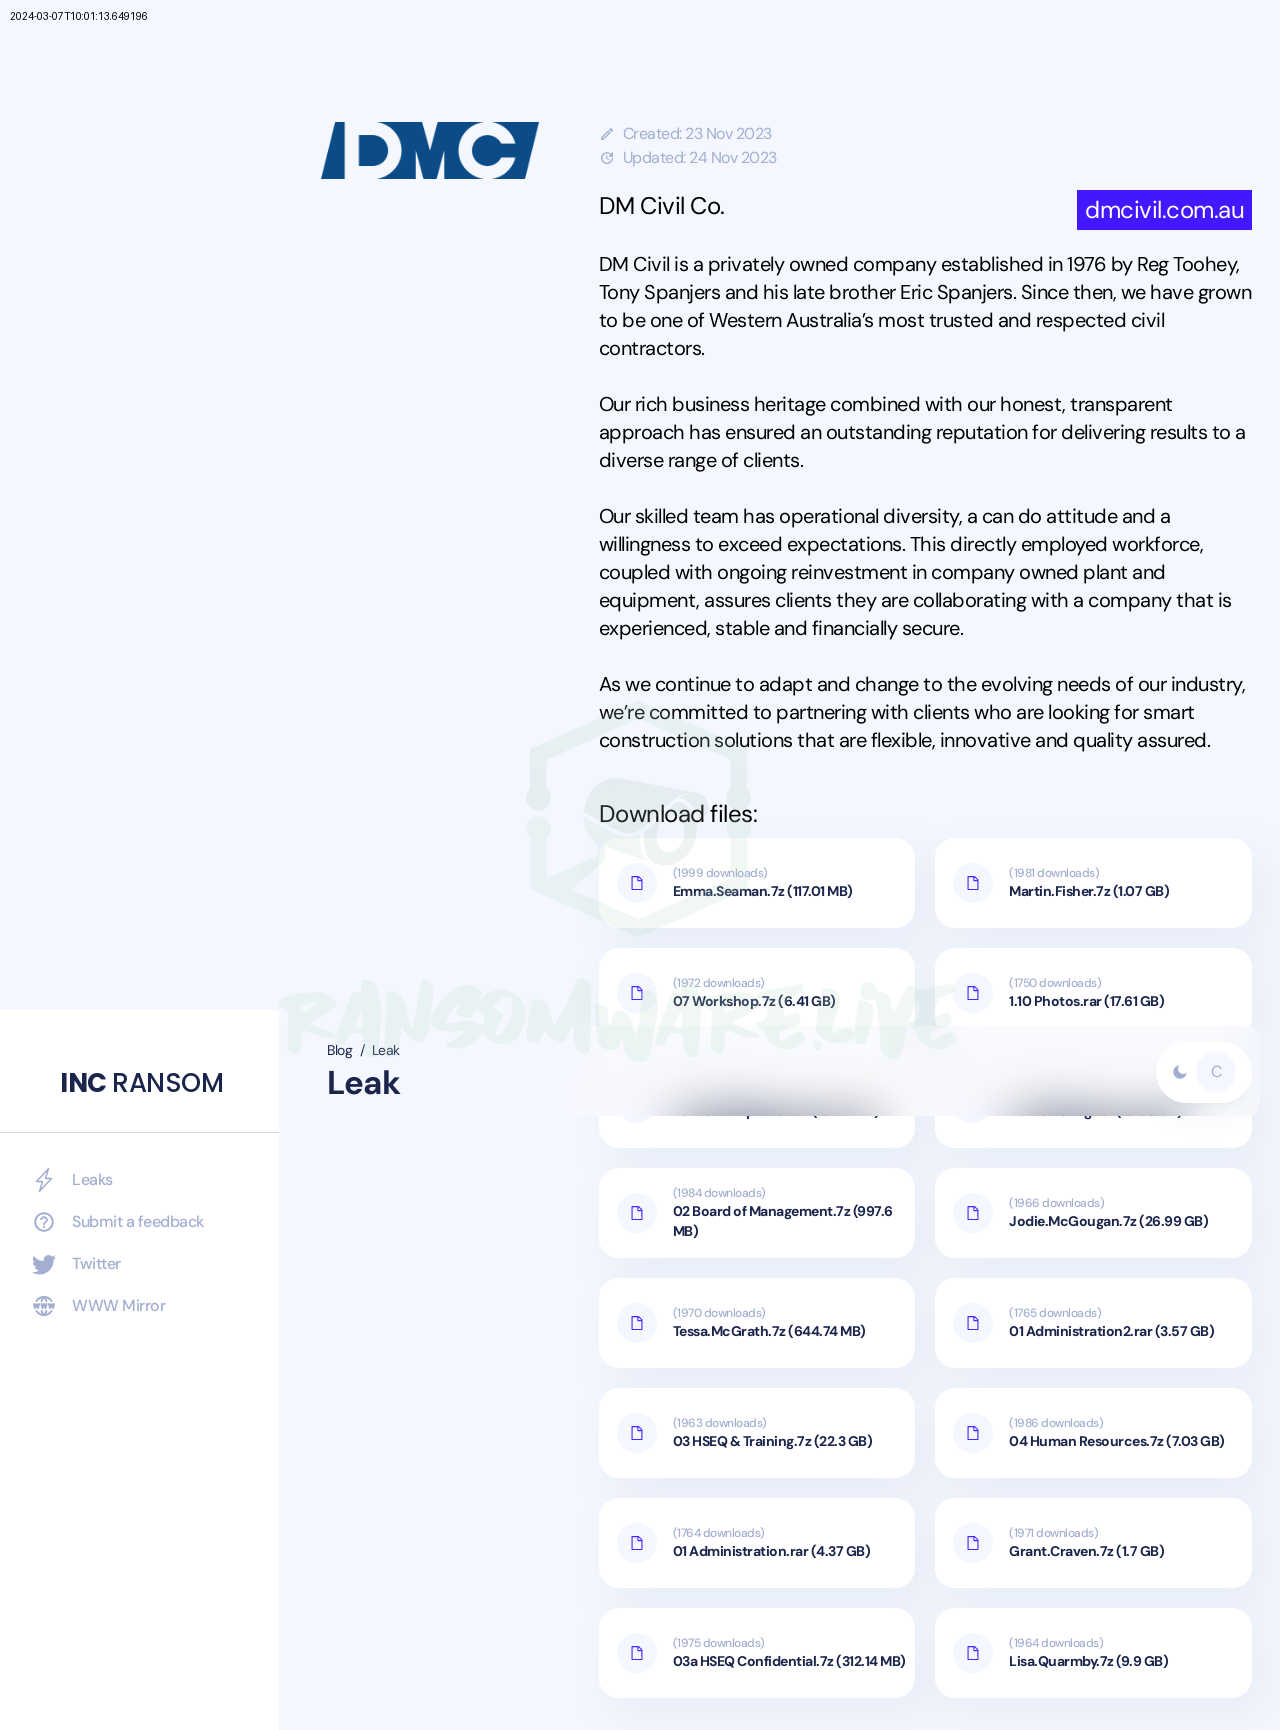 2024-03-07T10:01:13.649196
DMC
Created: 23 Nov 2023
Updated: 24 Nov 2023
DM Civil Co.
dmcivil.com.au
DM Civil is a privately owned company established in 1976 by Reg Toohey,
Tony Spanjers and his late brother Eric Spanjers. Since then, we have grown
to be one of Western Australia’s most trusted and respected civil
contractors.
Our rich business heritage combined with our honest, transparent
approach has ensured an outstanding reputation for delivering results to a
diverse range of clients.
Our skilled team has operational diversity, a can do attitude and a
willingness to exceed expectations. This directly employed workforce,
coupled with ongoing reinvestment in company owned plant and
equipment, assures clients they are collaborating with a company that is
experienced, stable and financially secure.
As we continue to adapt and change to the evolving needs of our industry,
we’re committed to partnering with clients who are looking for smart
construction solutions that are flexible, innovative and quality assured.
Download files:
(1999 downloads)
Emma.Seaman.7z (117.01 MB)
(1981 downloads)
Martin.Fisher.7z (1.07 GB)
(1972 downloads)
07 Workshop.7z (6.41 GB)
(1750 downloads)
1.10 Photos.rar (17.61 GB)
RANSOMWARE.LIVE
Blog / Leak
Leak
C
INC RANSOM
Leaks
Submit a feedback
Twitter
WWW Mirror
(1984 downloads)
02 Board of Management.7z (997.6
MB)
(1966 downloads)
Jodie.McGougan.7z (26.99 GB)
(1970 downloads)
Tessa.McGrath.7z (644.74 MB)
(1765 downloads)
01 Administration2.rar (3.57 GB)
(1963 downloads)
03 HSEQ & Training.7z (22.3 GB)
(1986 downloads)
04 Human Resources.7z (7.03 GB)
(1764 downloads)
01 Administration.rar (4.37 GB)
(1971 downloads)
Grant.Craven.7z (1.7 GB)
(1975 downloads)
03a HSEQ Confidential.7z (312.14 MB)
(1964 downloads)
Lisa.Quarmby.7z (9.9 GB)